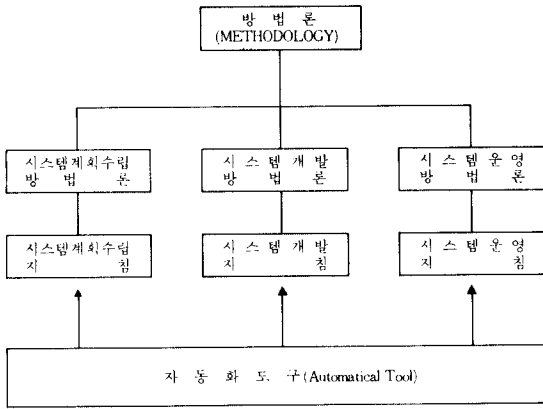 방 법 론
(METHODOLOGY)
시스템계획수립
방 법 론
시 스 템 개 발
방 법 론
시 스 템 운 영
방 법 론
시스템계획수립
지 침
시 스 템 개 발
지 침
시 스 템 운 영
지 침
자 동 화 도 구 (Automatical Tool)